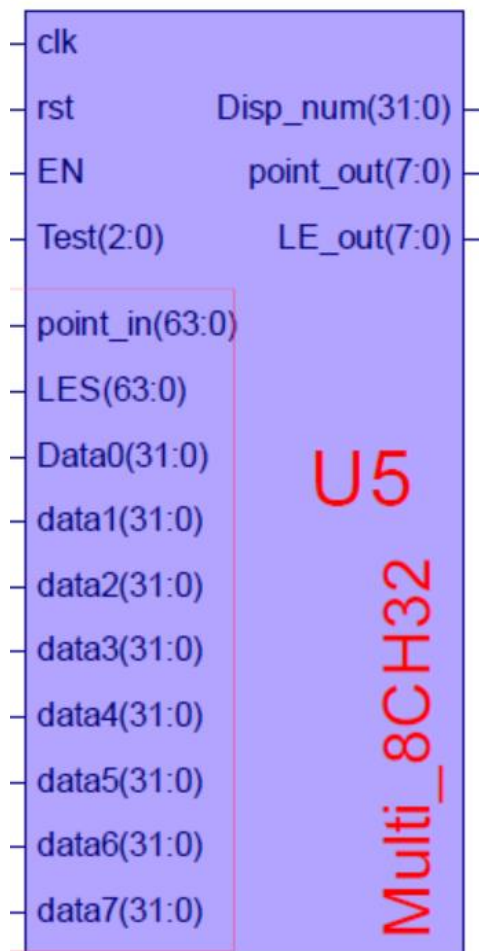 clk
rst Disp_num(31:0)
EN point_out(7:0)
Test(2:0) LE_out(7:0)
point_in(63:0)
LES(63:0)
Data0(31:0)
data1(31:0)
data2(31:0)
data3(31:0)
data4(31:0)
data5(31:0)
data6(31:0)
data7(31:0)
U5
Multi_8CH32